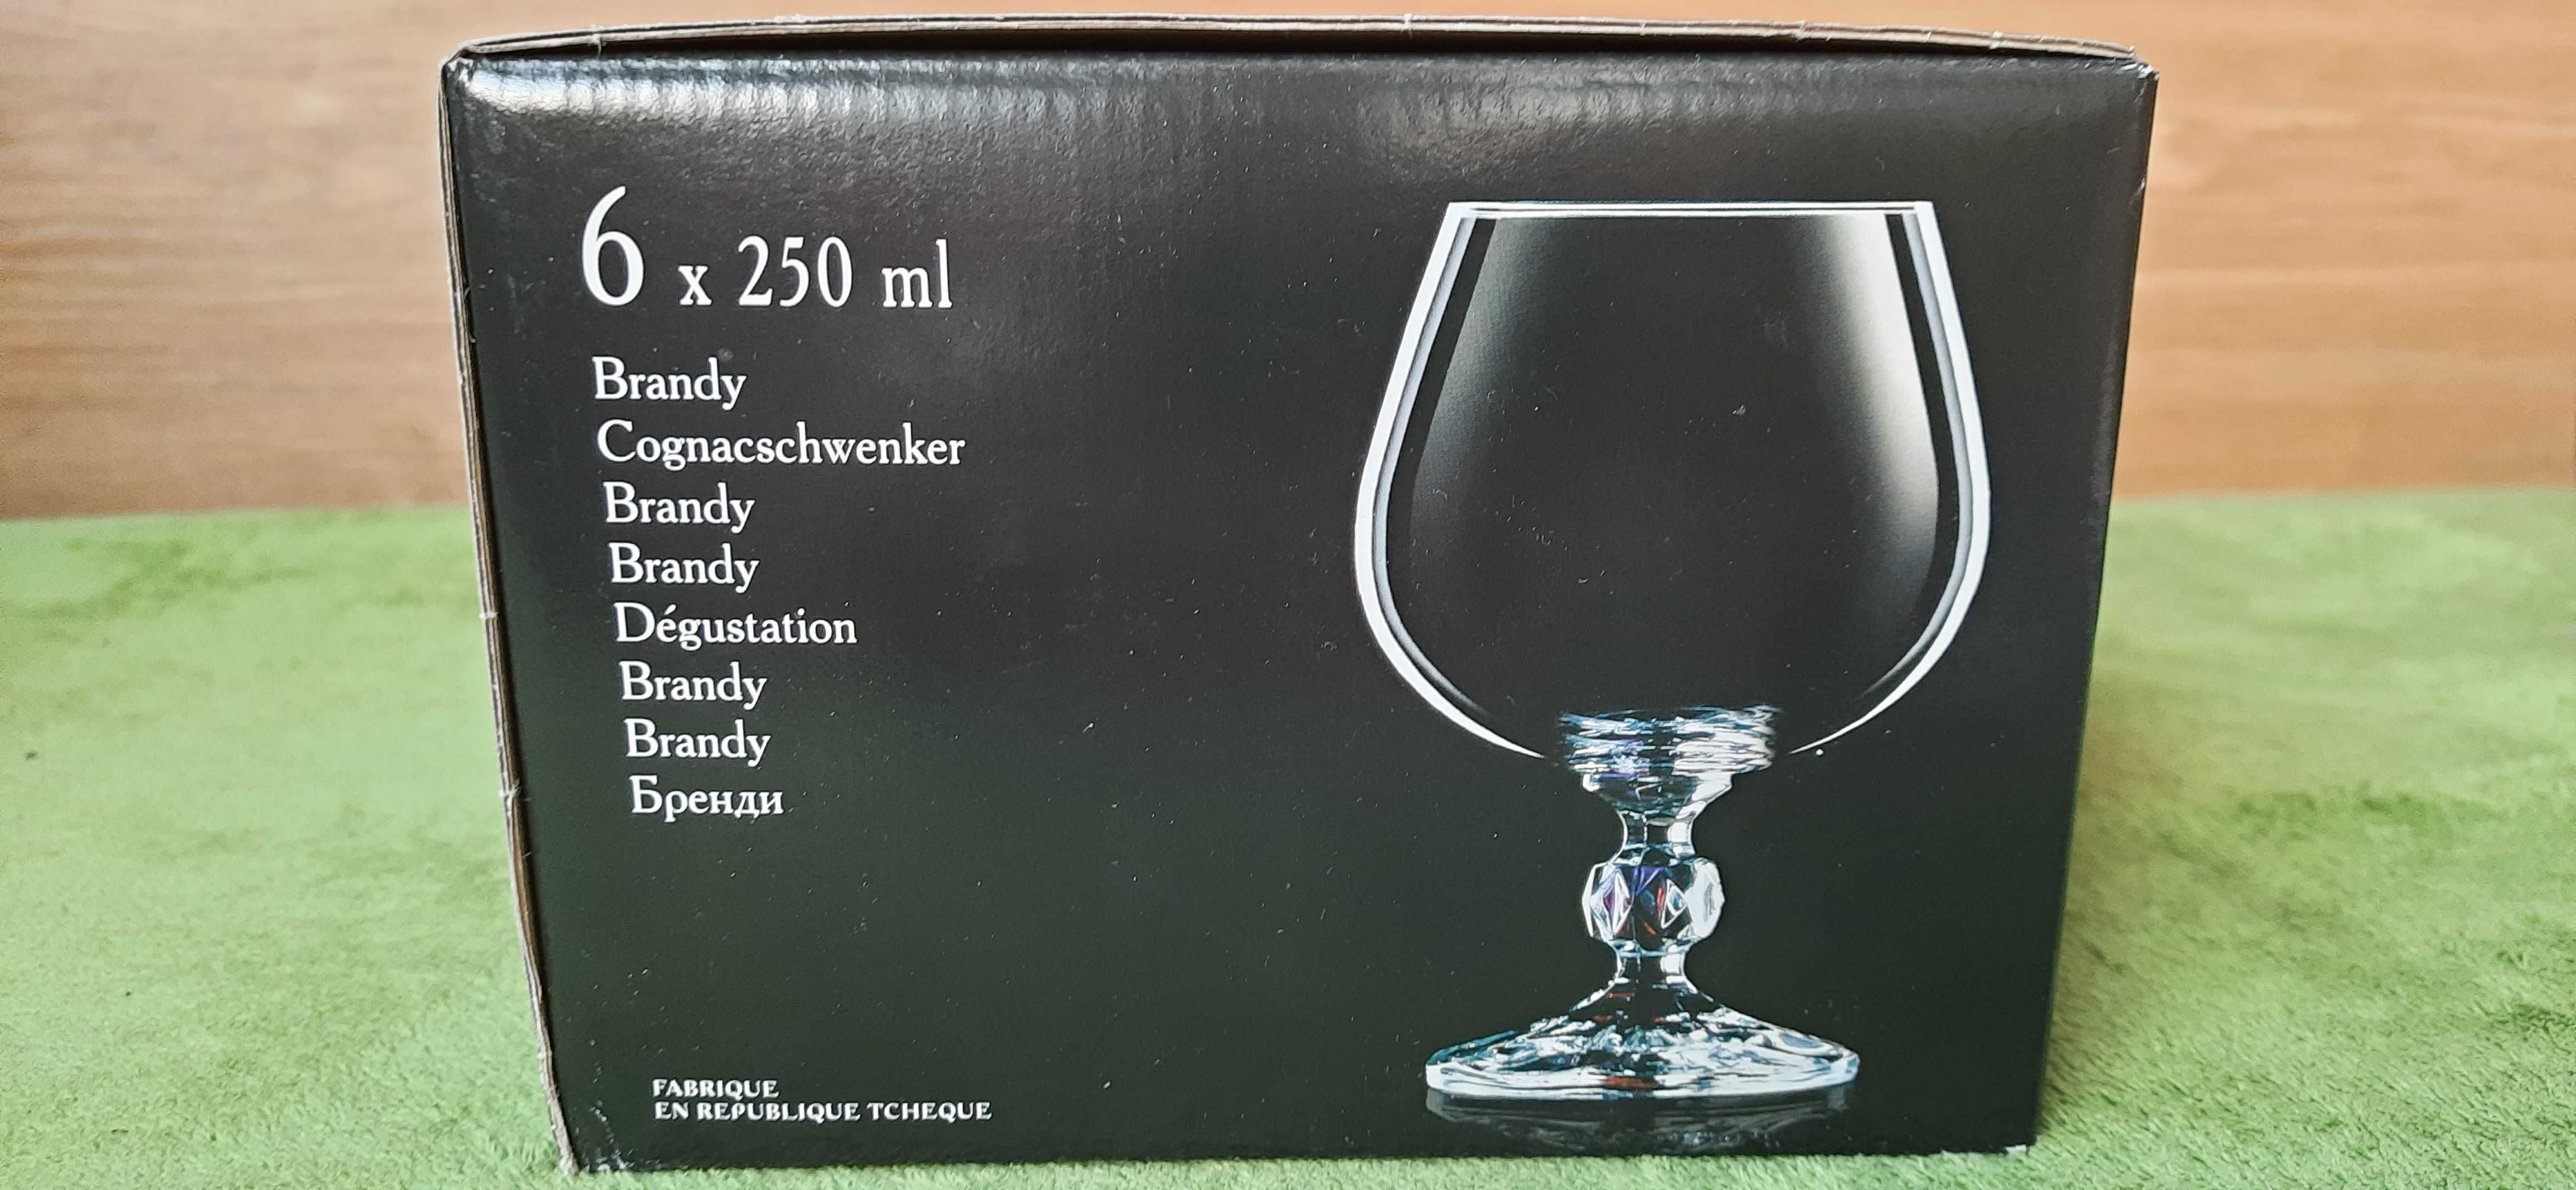 6 x 250 ml
Brandy
Cognacschwenker
Brandy
Brandy
Dégustation
Brandy
Brandy
Бренди
FABRIQUE
EN REPUBLIQUE TCHEQUE